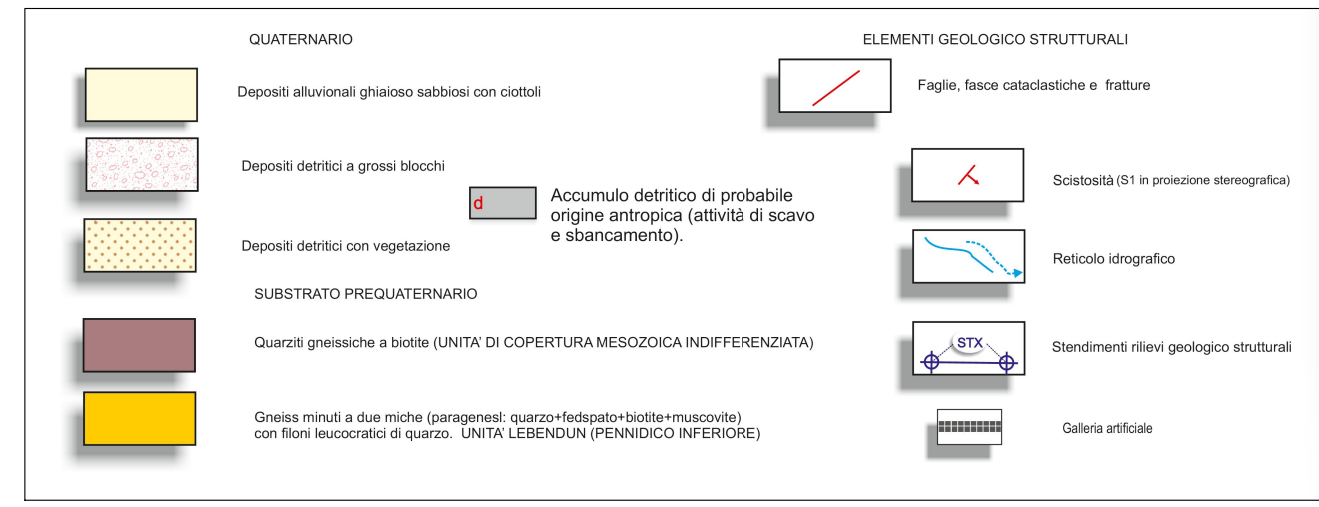 QUATERNARIO
Depositi alluvionali ghiaioso sabbiosi con ciottoli
Depositi detritici a grossi blocchi
d
Accumulo detritico di probabile
origine antropica (attività di scavo
e sbancamento).
Depositi detritici con vegetazione
SUBSTRATO PREQUATERNARIO
Quarziti gneissiche a biotite (UNITA' DI COPERTURA MESOZOICA INDIFFERENZIATA)
Gneiss minuti a due miche (paragenesI: quarzo+fedspato+biotite+muscovite)
con filoni leucocratici di quarzo. UNITA' LEBENDUN (PENNIDICO INFERIORE)
ELEMENTI GEOLOGICO STRUTTURALI
Faglie, fasce cataclastiche e fratture
Scistosità (S1 in proiezione stereografica)
Reticolo idrografico
STX
Stendimenti rilievi geologico strutturali
Galleria artificiale